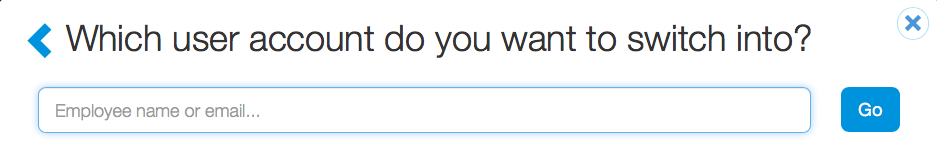 Which user account do you want to switch into?
Employee name or email...
Go